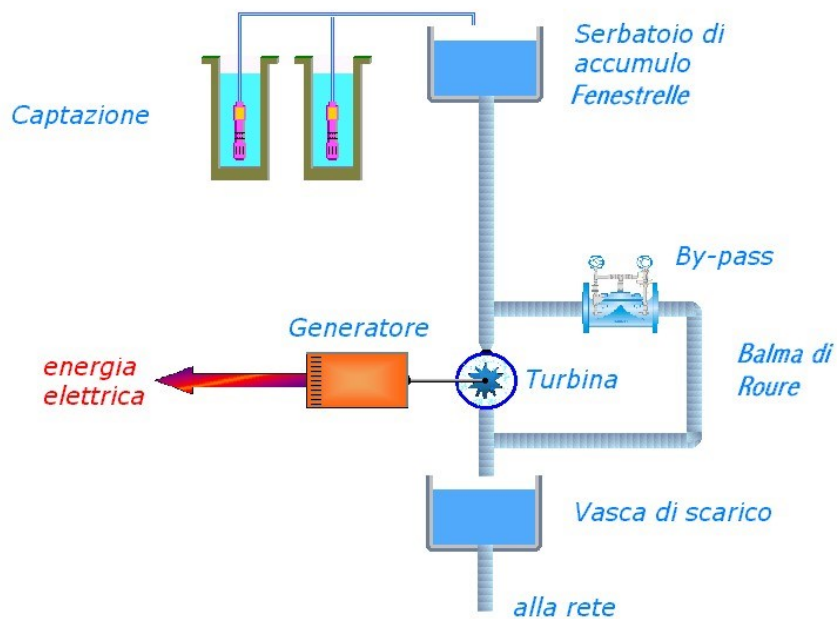 Serbatoio di
accumulo
Fenestrelle
Captazione
By-pass
Generatore
energia
elettrica
Turbina
Balma di
Roure
Vasca di scarico
alla rete